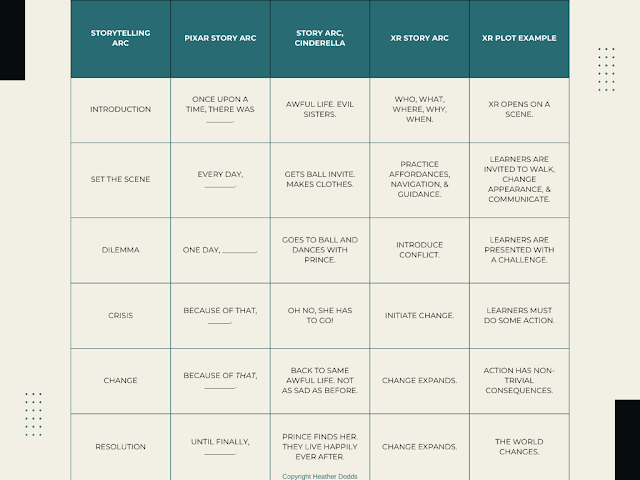 STORYTELLING
ARC
PIXAR STORY ARC
STORY ARC,
CINDERELLA
XR STORY ARC
XR PLOT EXAMPLE
INTRODUCTION
ONCE UPON A
TIME, THERE WAS
_______.
AWFUL LIFE. EVIL
SISTERS.
WHO, WHAT,
WHERE, WHY,
WHEN.
XR OPENS ON A
SCENE.
SET THE SCENE
EVERY DAY,
________.
GETS BALL INVITE.
MAKES CLOTHES.
PRACTICE
AFFORDANCES,
NAVIGATION, &
GUIDANCE.
LEARNERS ARE
INVITED TO WALK,
CHANGE
APPEARANCE, &
COMMUNICATE.
DILEMMA
ONE DAY, _________.
GOES TO BALL AND
DANCES WITH
PRINCE.
INTRODUCE
CONFLICT.
LEARNERS ARE
PRESENTED WITH
A CHALLENGE.
CRISIS
BECAUSE OF THAT,
______.
OH NO, SHE HAS
TO GO!
INITIATE CHANGE.
LEARNERS MUST
DO SOME ACTION.
CHANGE
BECAUSE OF THAT,
________.
BACK TO SAME
AWFUL LIFE. NOT
AS SAD AS BEFORE.
CHANGE EXPANDS.
ACTION HAS NON-
TRIVIAL
CONSEQUENCES.
RESOLUTION
UNTIL FINALLY,
________.
PRINCE FINDS HER.
THEY LIVE HAPPILY
EVER AFTER.
CHANGE EXPANDS.
THE WORLD
CHANGES.
Copyright Heather Dodds